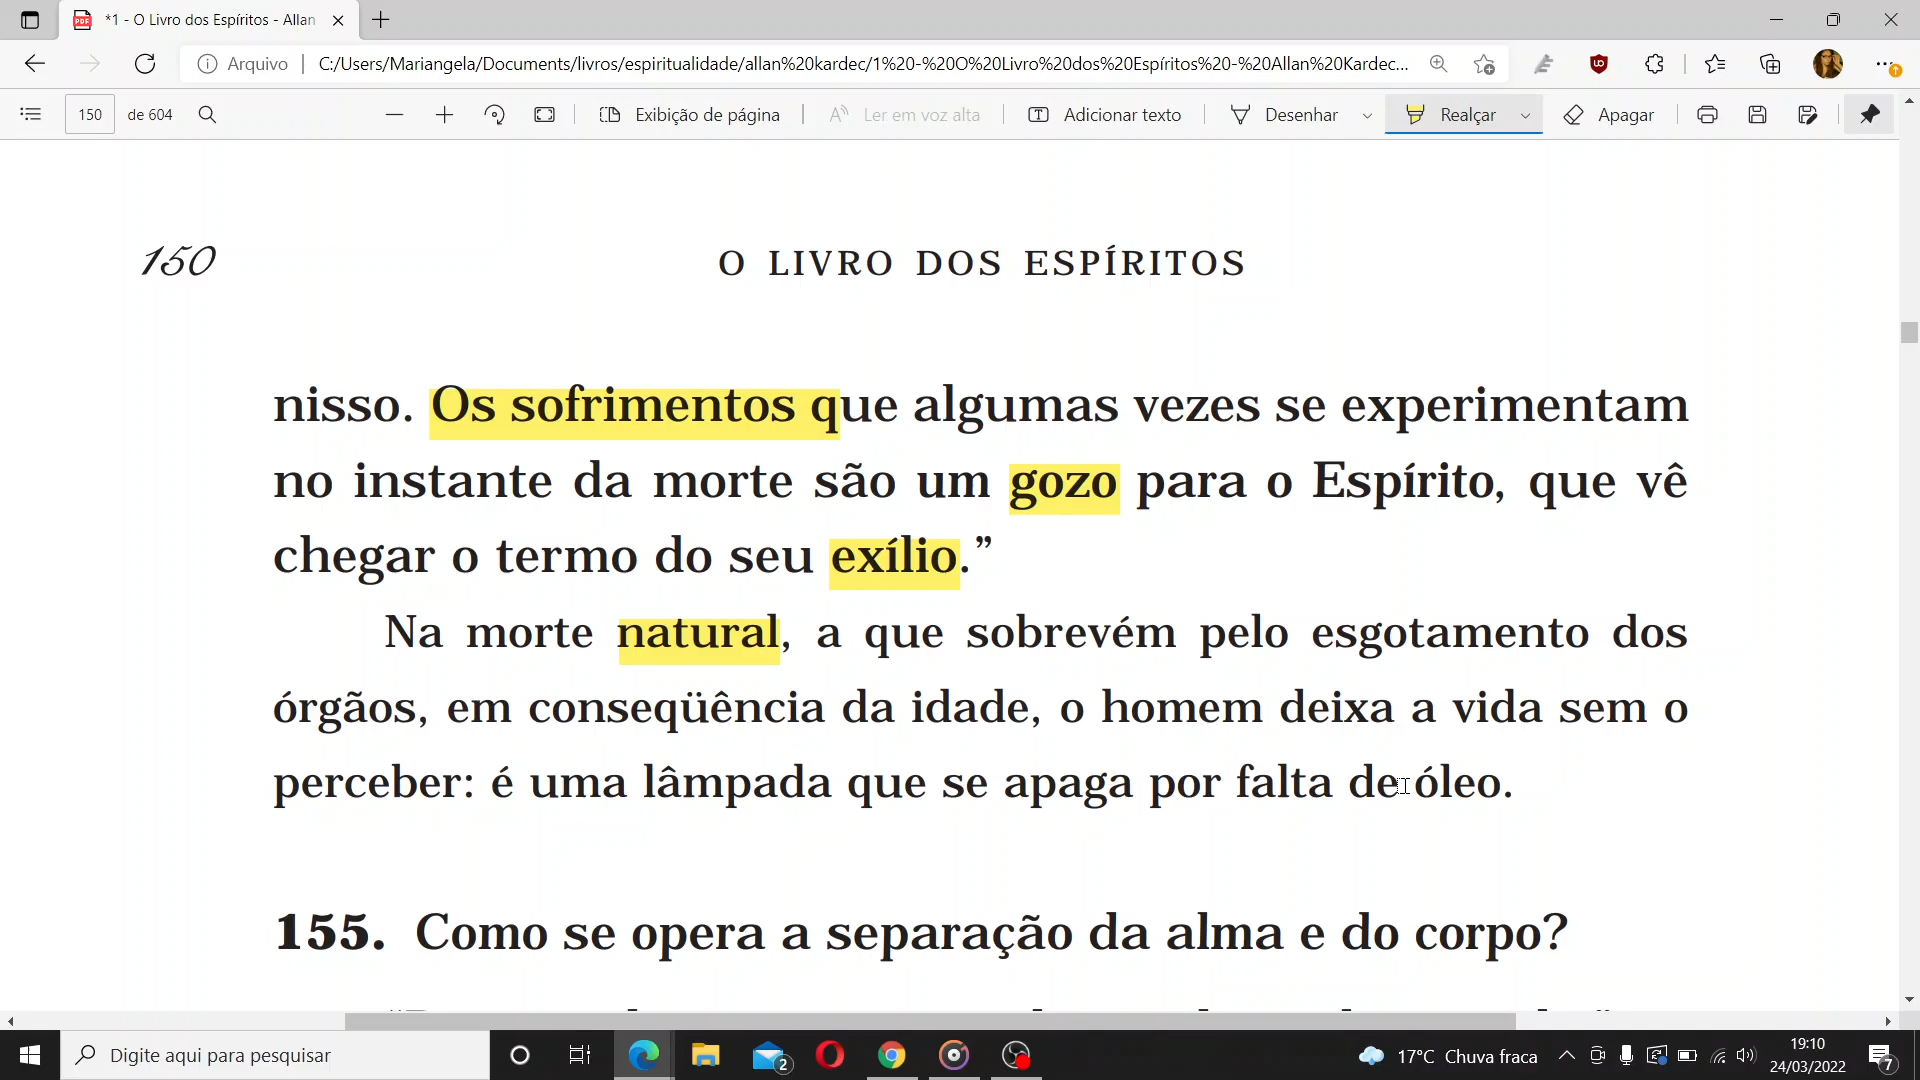 *1 - O Livro dos Espíritos - Allan
Arquivo
C:/Users/Mariangela/Documents/livros/espiritualidade/allan%20kardec/1%20-%20O%20Livro%20dos%20Espíritos%20-%20Allan%20Kardec...
150 de 604
Exibição de página
Ler em voz alta
Adicionar texto
Desenhar
Realçar
Apagar
150
O LIVRO DOS ESPÍRITOS
nisso. Os sofrimentos que algumas vezes se experimentam
no instante da morte são um gozo para o Espírito, que vê
chegar o termo do seu exílio.”
Na morte natural, a que sobrevém pelo esgotamento dos
órgãos, em conseqüência da idade, o homem deixa a vida sem o
perceber: é uma lâmpada que se apaga por falta de óleo.
155. Como se opera a separação da alma e do corpo?
Digite aqui para pesquisar
2
17°C Chuva fraca
19:10
24/03/2022
7